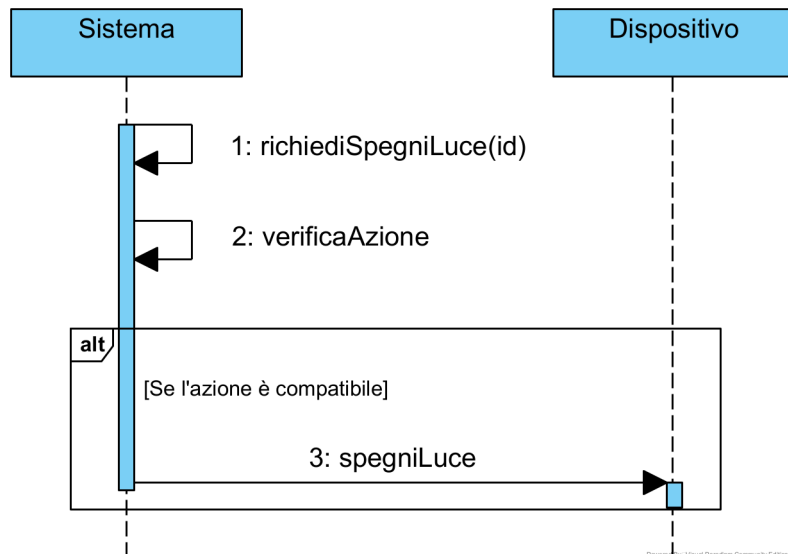 Sistema
Dispositivo
1: richiediSpegniLuce(id)
2: verificaAzione
alt
[Se l'azione è compatibile]
3: spegniLuce